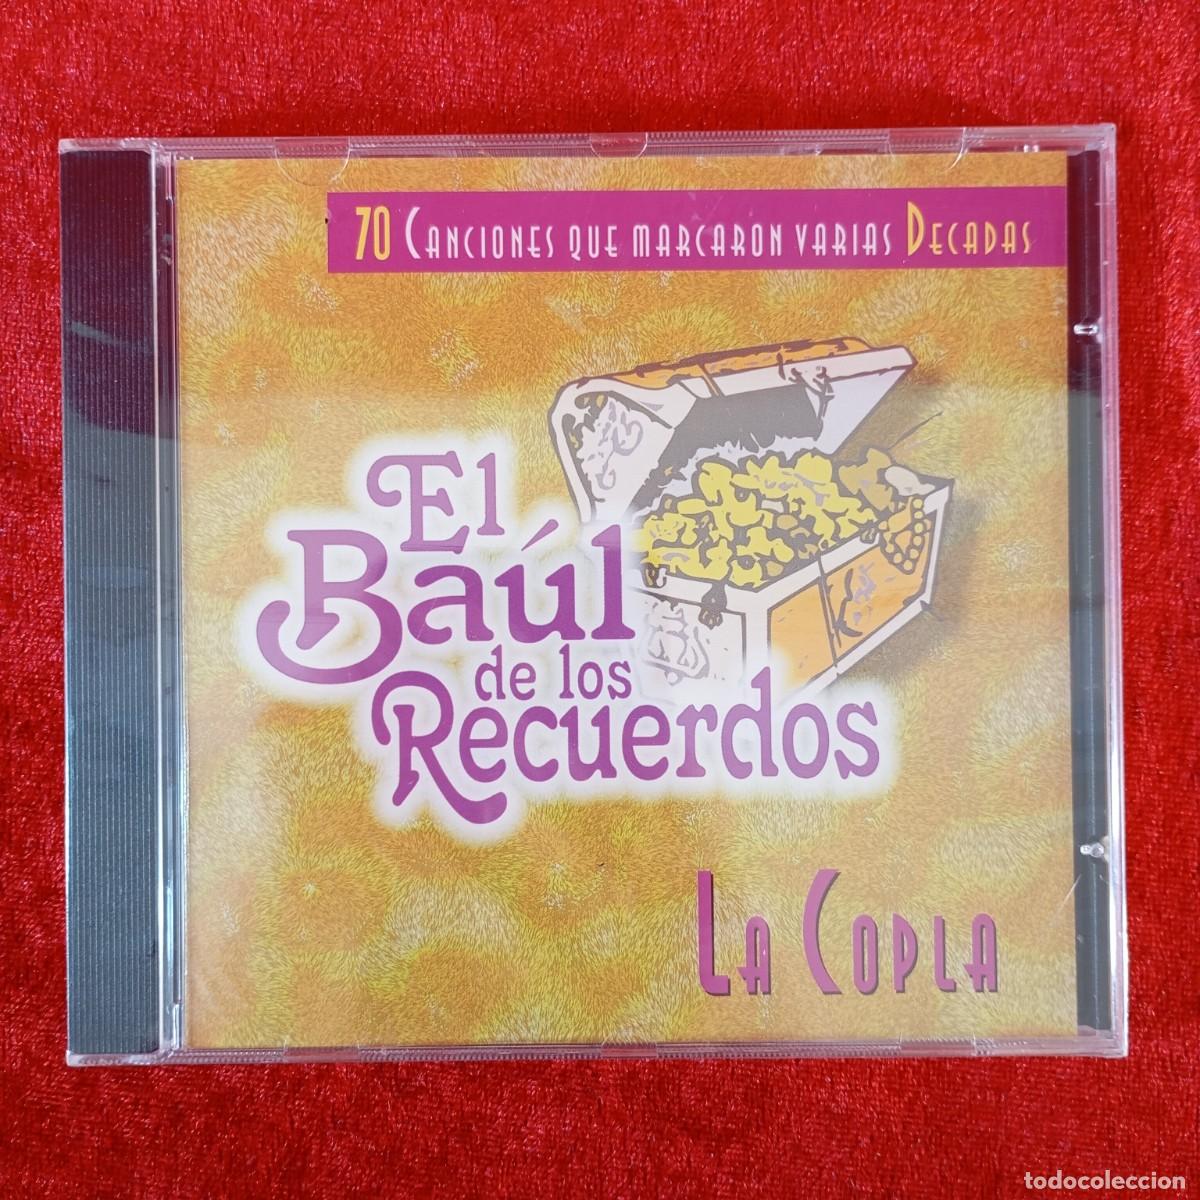 70 CANCIONES QUE MARCARON VARIAS DECADAS
El
Baúl
de los
Recuerdos
LA COPLA
todocoleccion